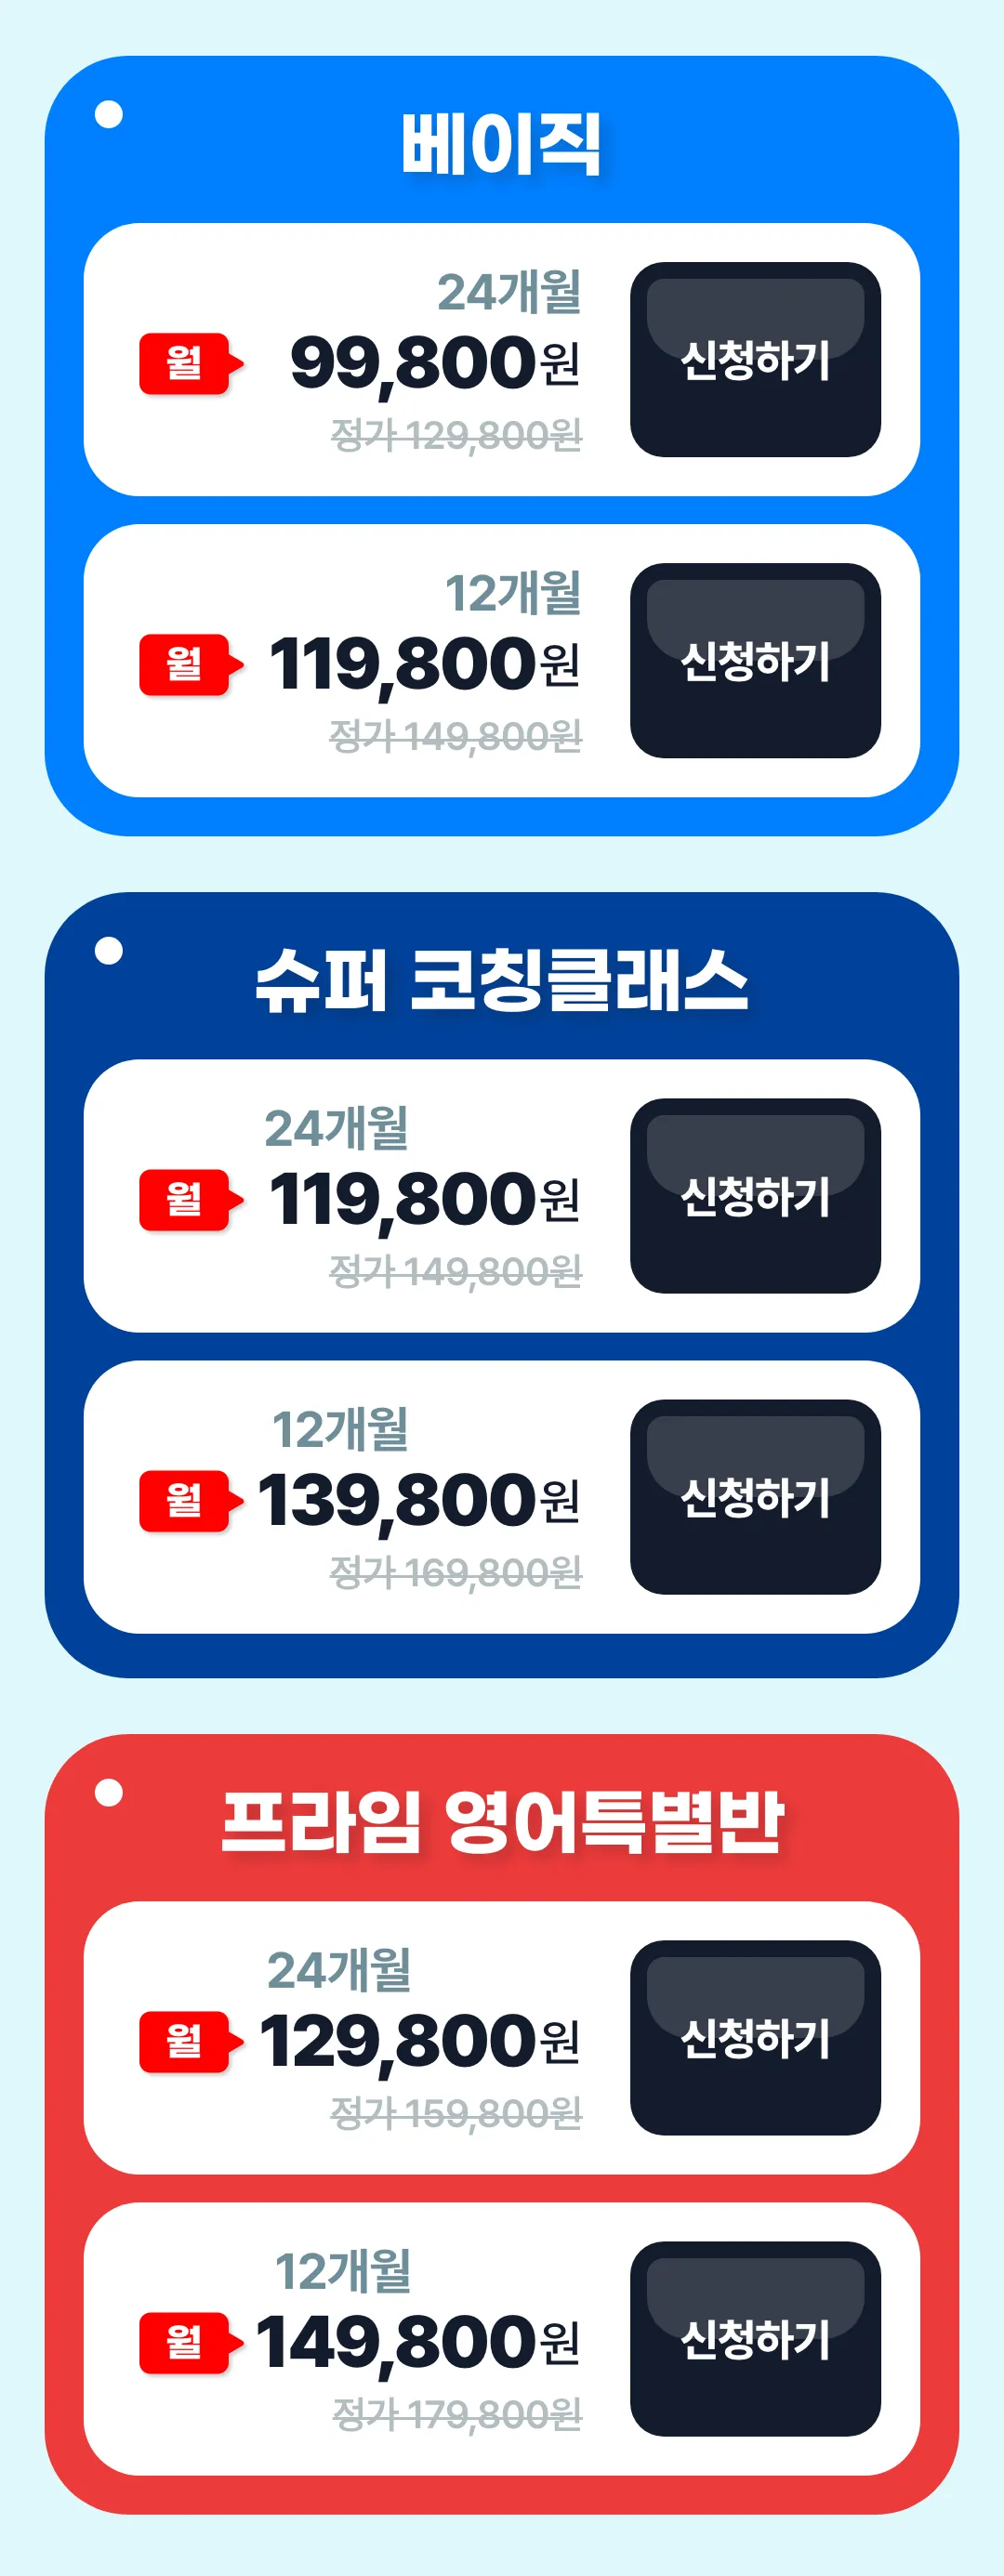 베이직
24개월
월 99,800원
정가 129,800원
신청하기
12개월
월 119,800원
정가 149,800원
신청하기
슈퍼 코칭클래스
24개월
월 119,800원
정가 149,800원
신청하기
12개월
월 139,800원
정가 169,800원
신청하기
프라임 영어특별반
24개월
월 129,800원
정가 159,800원
신청하기
12개월
월 149,800원
정가 179,800원
신청하기